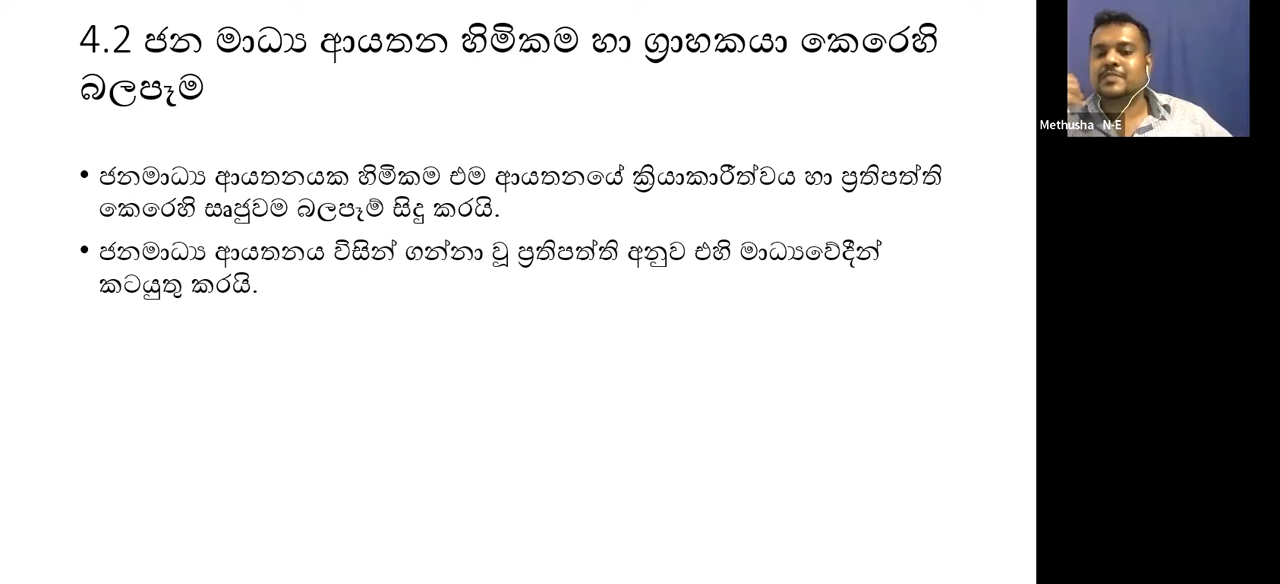 4.2 ජන මාධ්‍ය ආයතන හිමිකම හා ග්‍රාහකයා කෙරෙහි
බලපෑම
• ජනමාධ්‍ය ආයතනයක හිමිකම එම ආයතනයේ ක්‍රියාකාරීත්වය හා ප්‍රතිපත්ති
කෙරෙහි සෘජුවම බලපෑම් සිදු කරයි.
• ජනමාධ්‍ය ආයතනය විසින් ගන්නා වූ ප්‍රතිපත්ති අනුව එහි මාධ්‍යවේදීන්
කටයුතු කරයි.
Methusha N-E